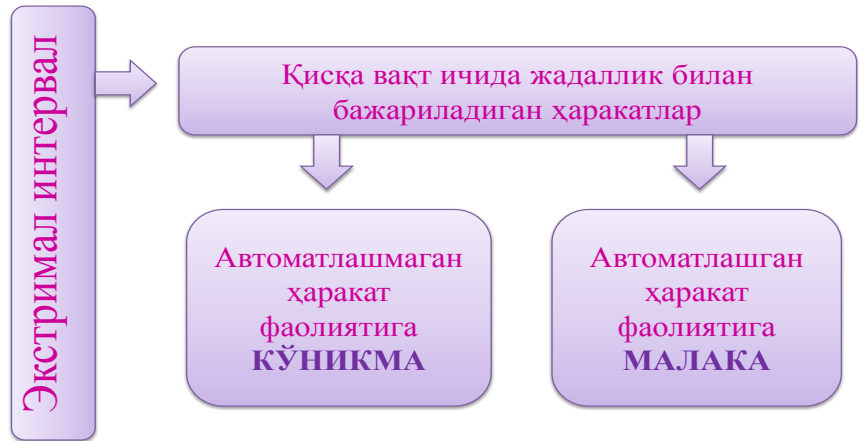 Экстримал интервал
Қисқа вақт ичида жадаллик билан
бажариладиган ҳаракатлар
Автоматлашмаган
ҳаракат
фаолиятига
КЎНИКМА
Автоматлашган
ҳаракат
фаолиятига
МАЛАКА